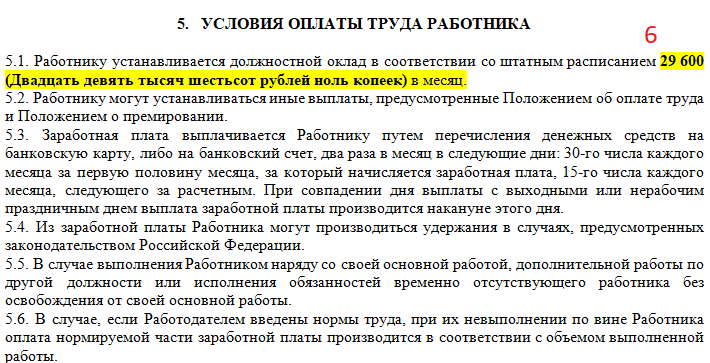 5. УСЛОВИЯ ОПЛАТЫ ТРУДА РАБОТНИКА
6
5.1. Работнику устанавливается должностной оклад в соответствии со штатным расписанием 29 600
(Двадцать девять тысяч шестьсот рублей ноль копеек) в месяц.
5.2. Работнику могут устанавливаться иные выплаты, предусмотренные Положением об оплате труда
и Положением о премировании.
5.3. Заработная плата выплачивается Работнику путем перечисления денежных средств на
банковскую карту, либо на банковский счет, два раза в месяц в следующие дни: 30-го числа каждого
месяца за первую половину месяца, за который начисляется заработная плата, 15-го числа каждого
месяца, следующего за расчетным. При совпадении дня выплаты с выходными или нерабочим
праздничным днем выплата заработной платы производится накануне этого дня.
5.4. Из заработной платы Работника могут производиться удержания в случаях, предусмотренных
законодательством Российской Федерации.
5.5. В случае выполнения Работником наряду со своей основной работой, дополнительной работы по
другой должности или исполнения обязанностей временно отсутствующего работника без
освобождения от своей основной работы.
5.6. В случае, если Работодателем введены нормы труда, при их невыполнении по вине Работника
оплата нормируемой части заработной платы производится в соответствии с объемом выполненной
работы.